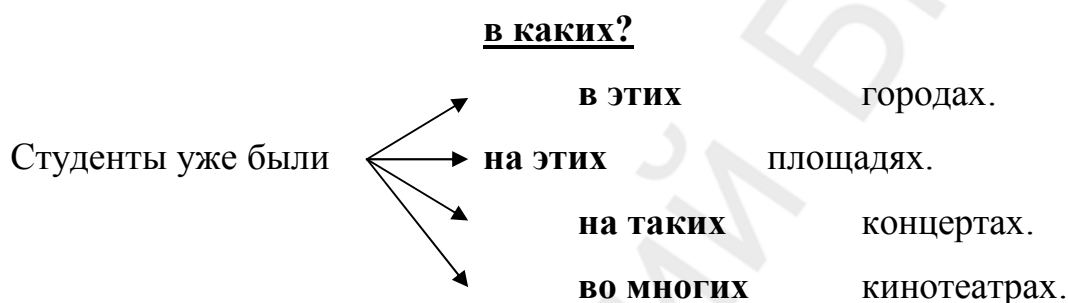 в каких?
в этих городах.
Студенты уже были на этих площадях.
на таких концертах.
во многих кинотеатрах.